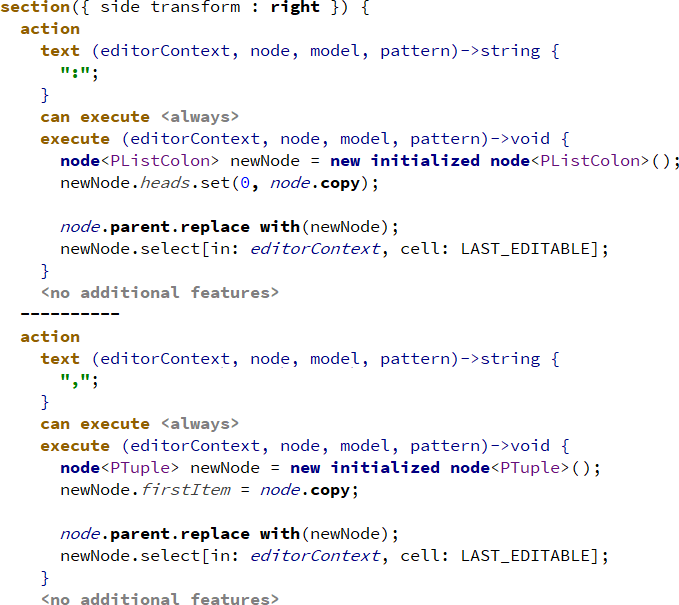 section({ side transform : right }) {
action
text (editorContext, node, model, pattern)->string {
":";
}
can execute <always>
execute (editorContext, node, model, pattern)->void {
node<PListColon> newNode = new initialized node<PListColon>();
newNode.heads.set(0, node.copy);
node.parent.replace with(newNode);
newNode.select[in: editorContext, cell: LAST_EDITABLE];
}
<no additional features>
----------
action
text (editorContext, node, model, pattern)->string {
",";
}
can execute <always>
execute (editorContext, node, model, pattern)->void {
node<PTuple> newNode = new initialized node<PTuple>();
newNode.firstItem = node.copy;
node.parent.replace with(newNode);
newNode.select[in: editorContext, cell: LAST_EDITABLE];
}
<no additional features>